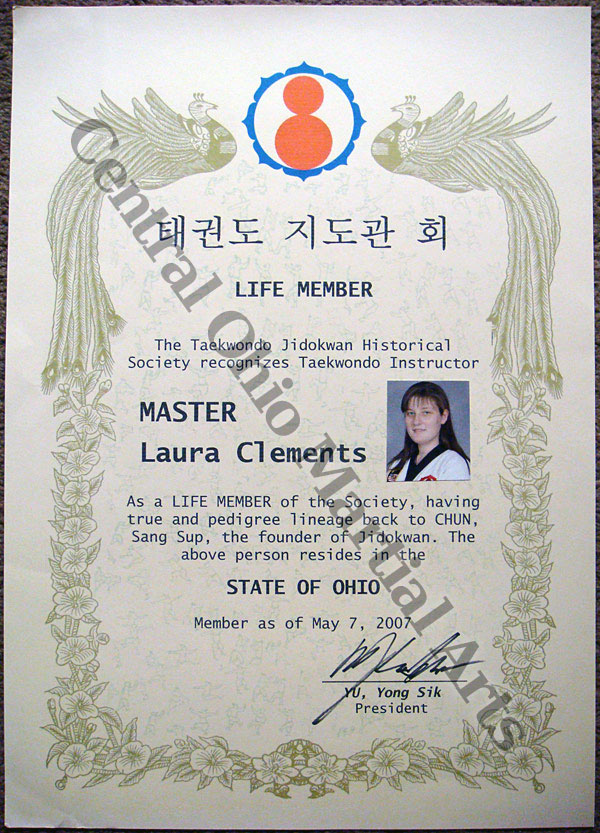 태권도 지도관 회
LIFE MEMBER
The Taekwondo Jidokwan Historical
Society recognizes Taekwondo Instructor
MASTER
Laura Clements
As a LIFE MEMBER of the Society, having
true and pedigree lineage back to CHUN,
Sang Sup, the founder of Jidokwan. The
above person resides in the
STATE OF OHIO
Member as of May 7, 2007
YU, Yong Sik
President
Central Ohio Martial Arts